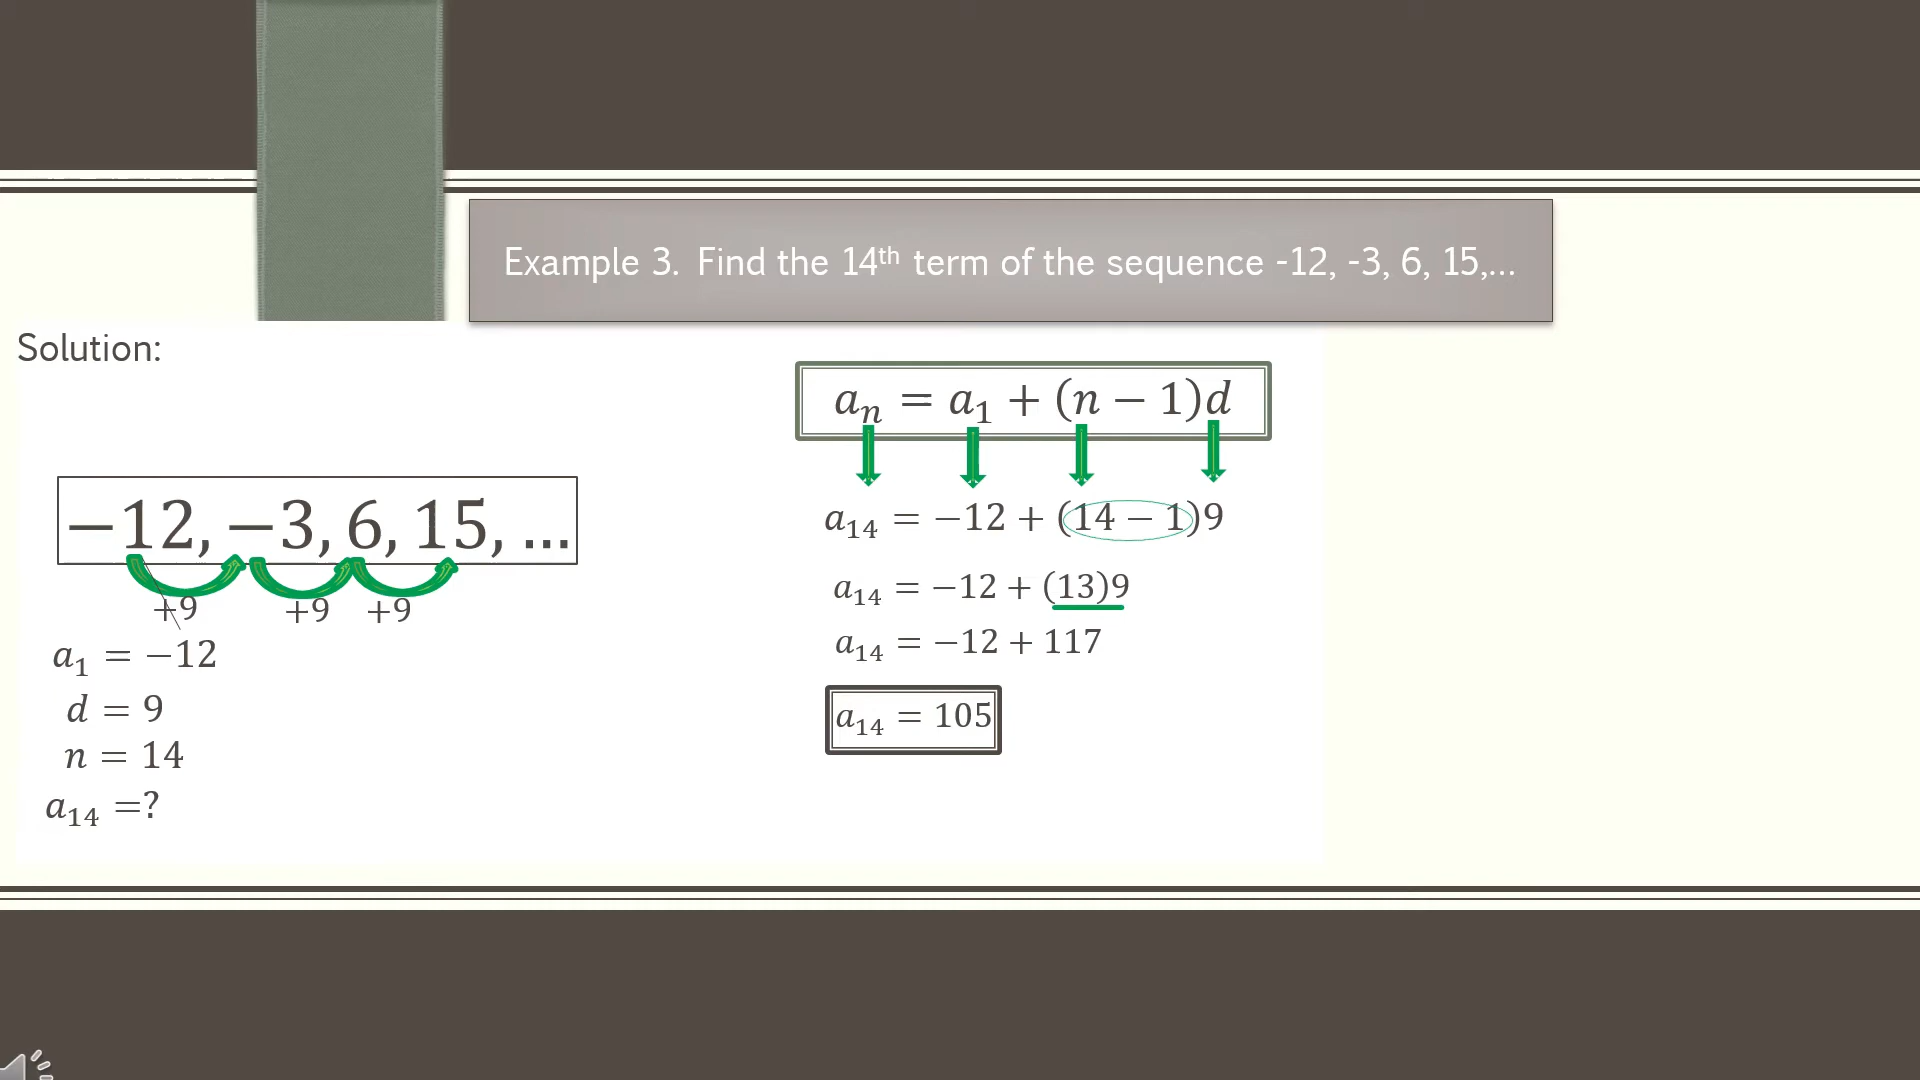 Example 3. Find the 14th term of the sequence -12, -3, 6, 15,...
Solution:
−12, −3, 6, 15, ...
+9 +9 +9
a₁ = −12
d = 9
n = 14
a₁₄ =?
aₙ = a₁ + (n − 1)d
a₁₄ = −12 + (14 − 1)9
a₁₄ = −12 + (13)9
a₁₄ = −12 + 117
a₁₄ = 105